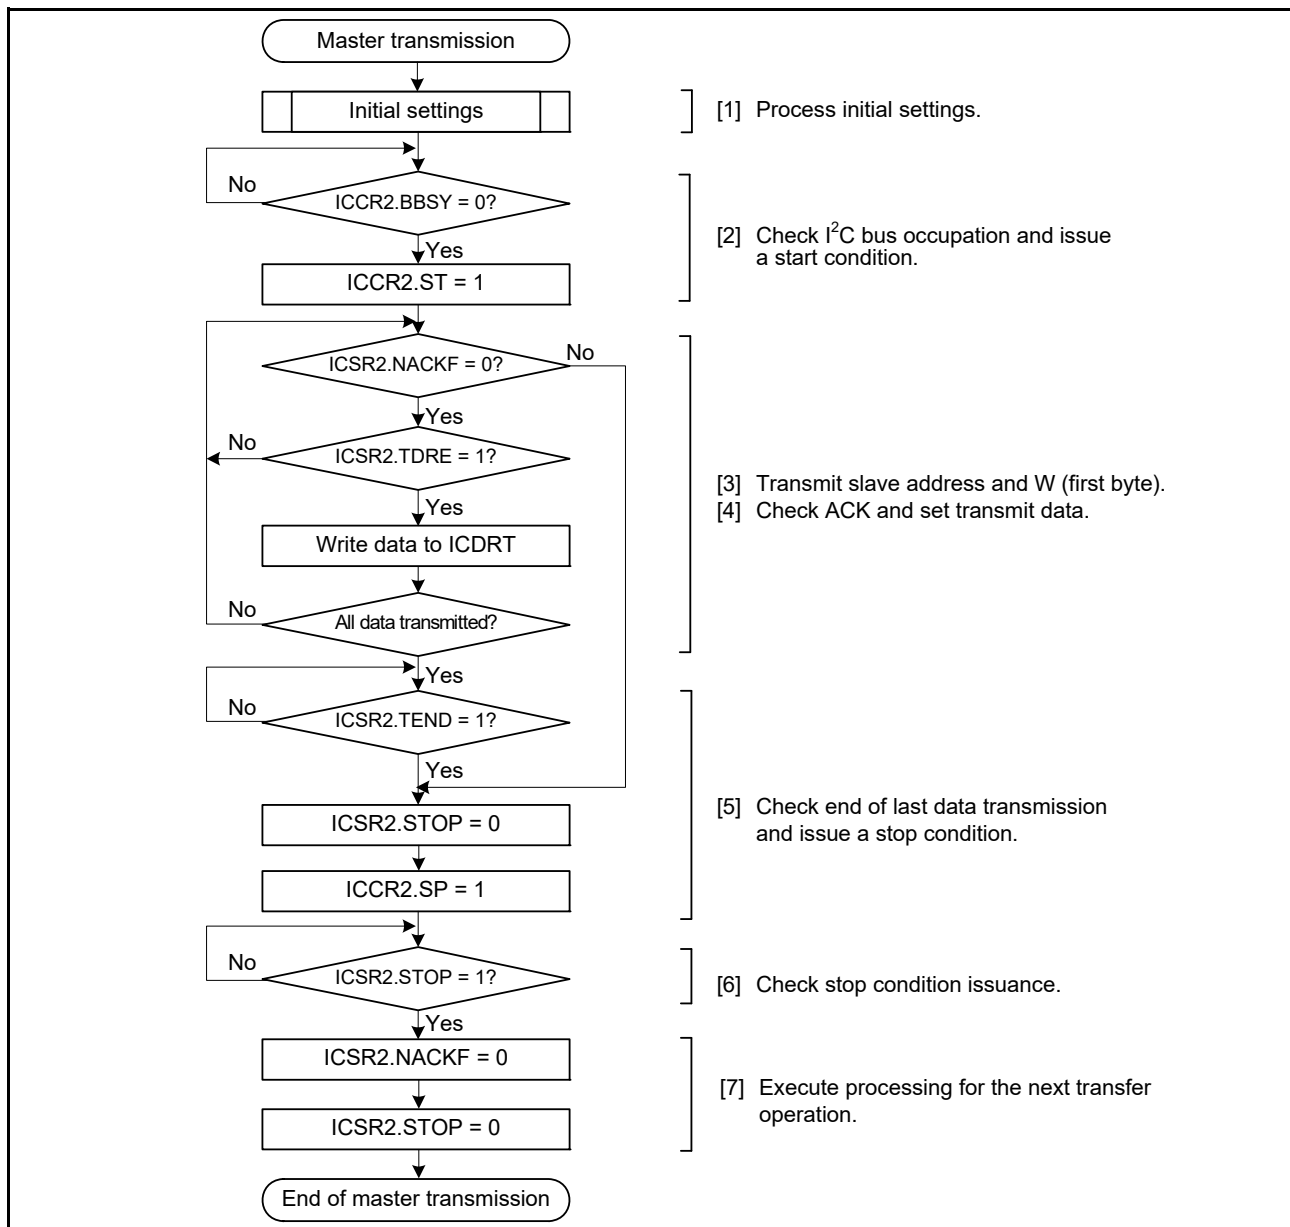 Master transmission
Initial settings
[1] Process initial settings.
No
ICCR2.BBSY = 0?
Yes
[2] Check I²C bus occupation and issue
a start condition.
ICCR2.ST = 1
ICSR2.NACKF = 0?
No
Yes
No
ICSR2.TDRE = 1?
Yes
[3] Transmit slave address and W (first byte).
[4] Check ACK and set transmit data.
Write data to ICDRT
No
All data transmitted?
Yes
No
ICSR2.TEND = 1?
Yes
[5] Check end of last data transmission
and issue a stop condition.
ICSR2.STOP = 0
ICCR2.SP = 1
No
ICSR2.STOP = 1?
[6] Check stop condition issuance.
Yes
ICSR2.NACKF = 0
[7] Execute processing for the next transfer
operation.
ICSR2.STOP = 0
End of master transmission